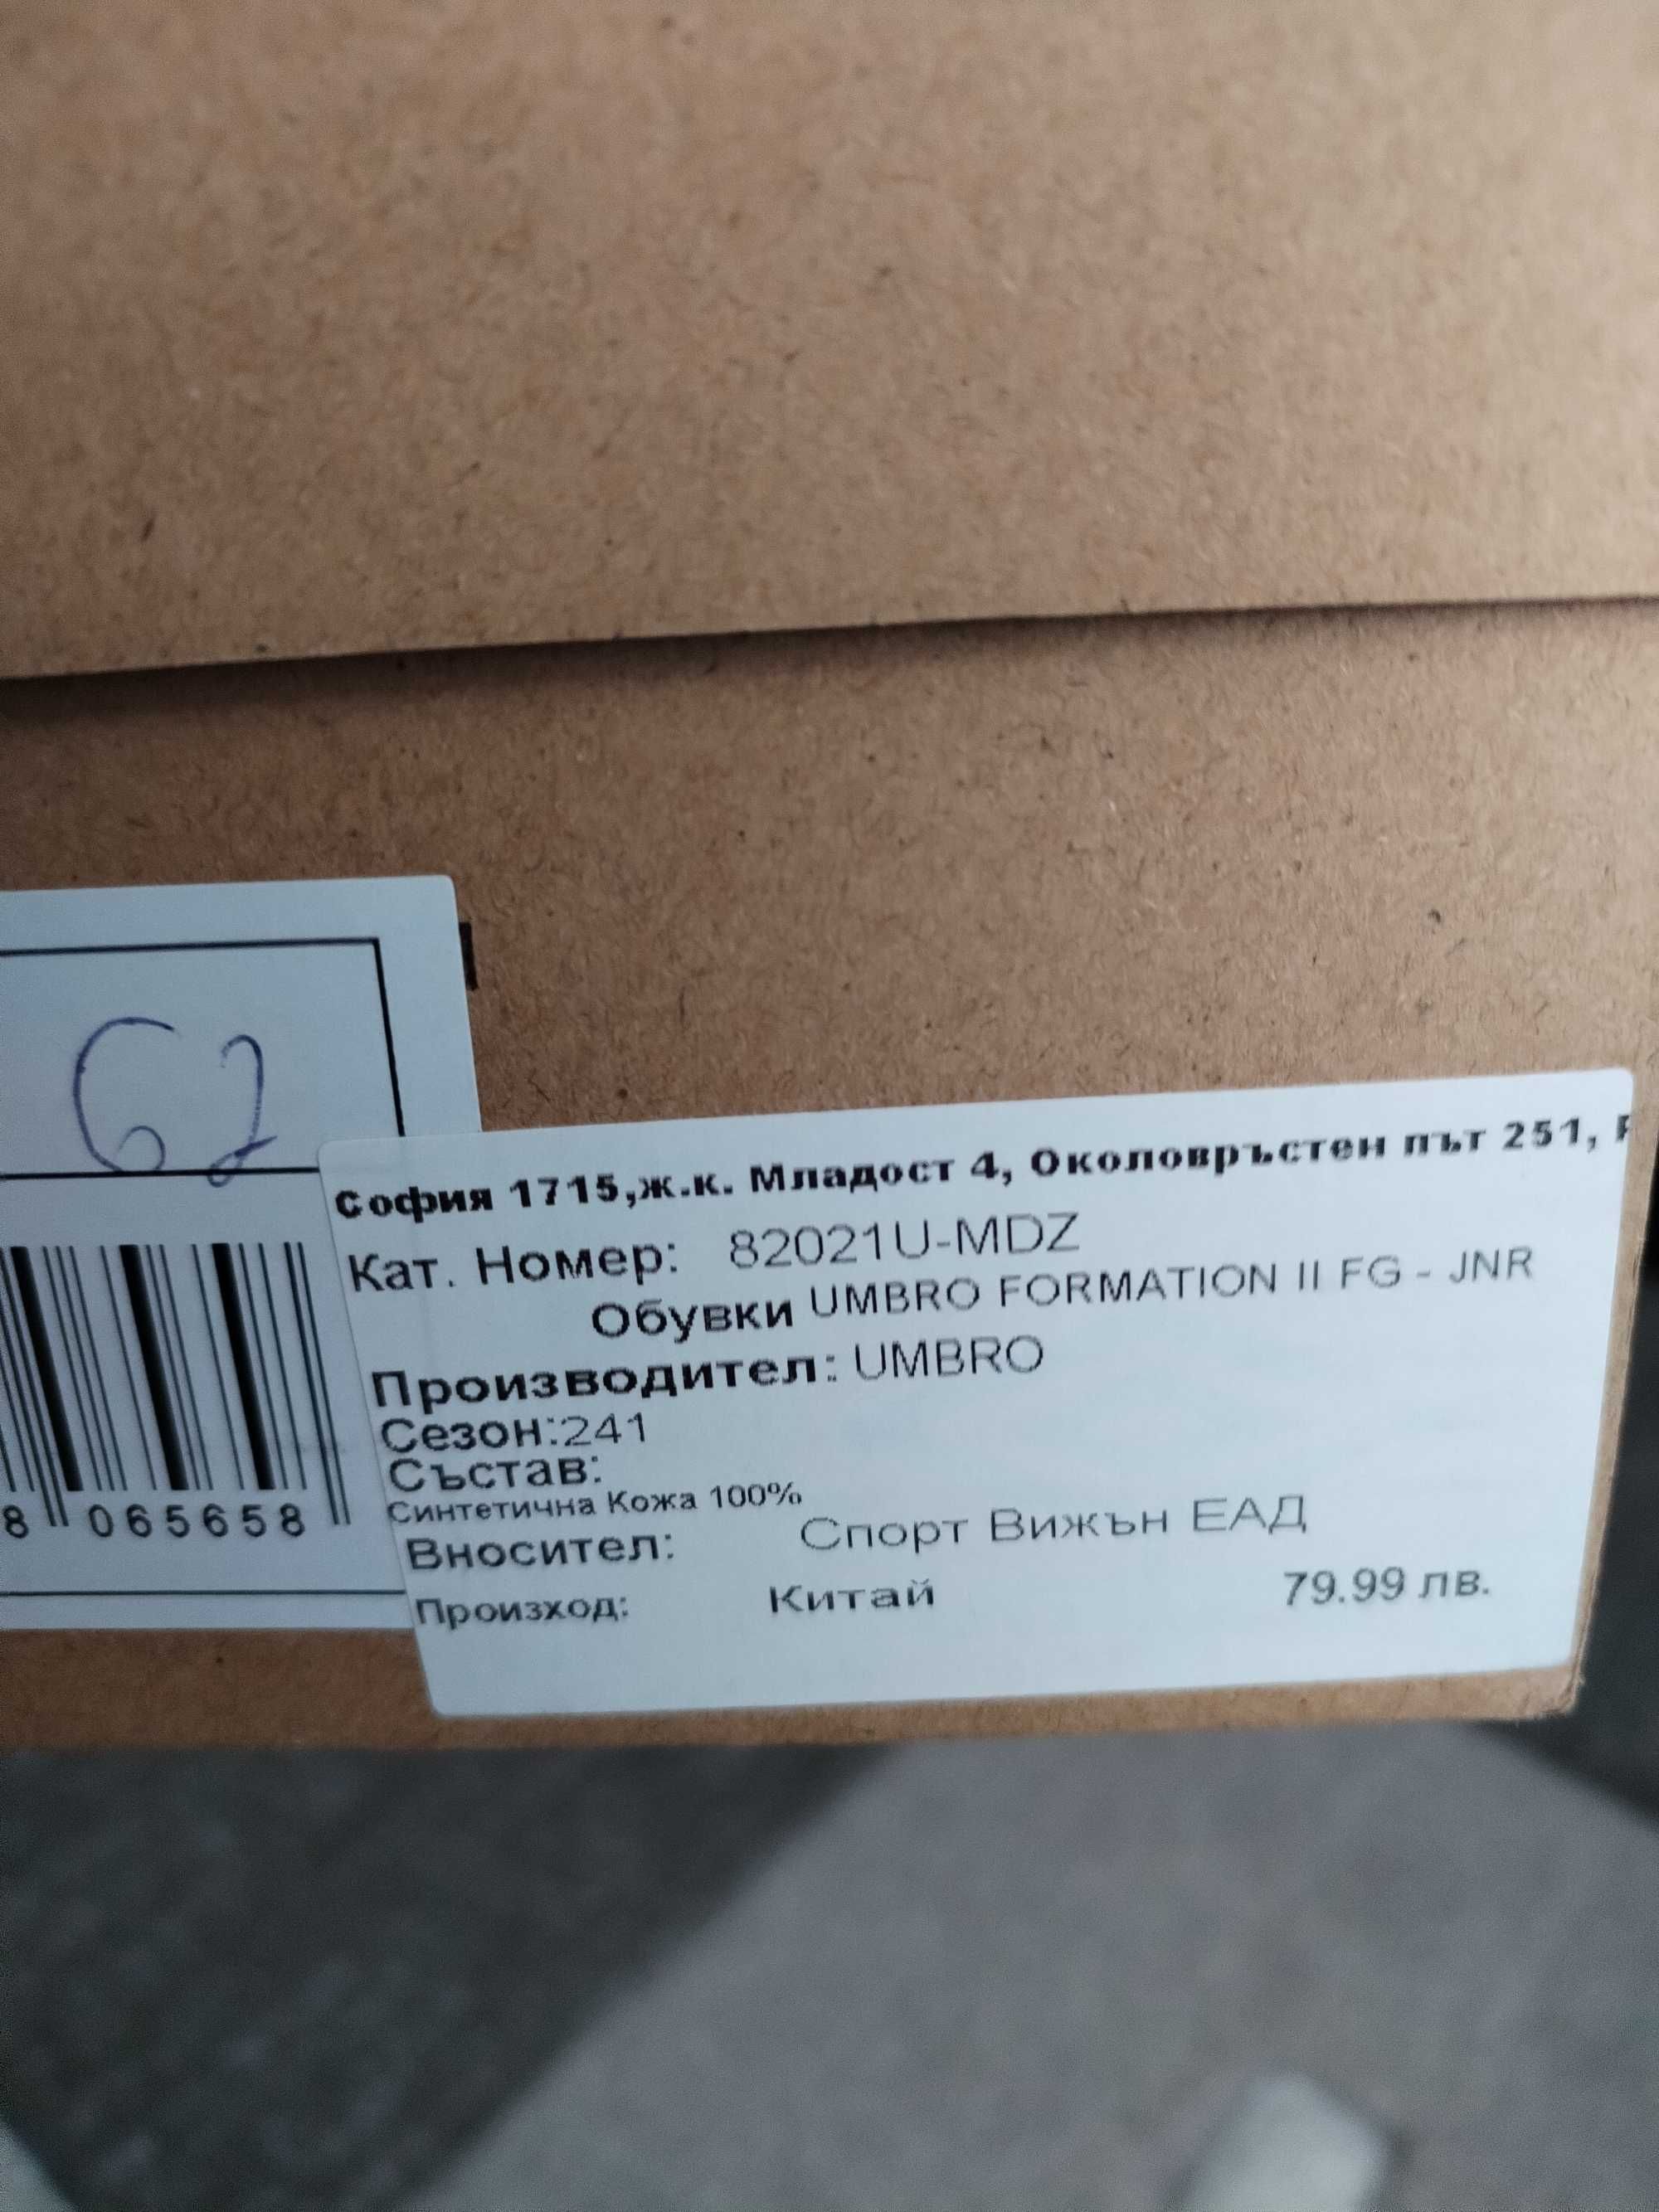 62
София 1715,ж.к. Младост 4, Околовръстен път 251,
Кат. Номер: 82021U-MDZ
Обувки UMBRO FORMATION II FG - JNR
Производител: UMBRO
Сезон:241
Състав:
Синтетична Кожа 100%
8 065658
Вносител: Спорт Вижън ЕАД
Произход: Китай 79.99 лв.